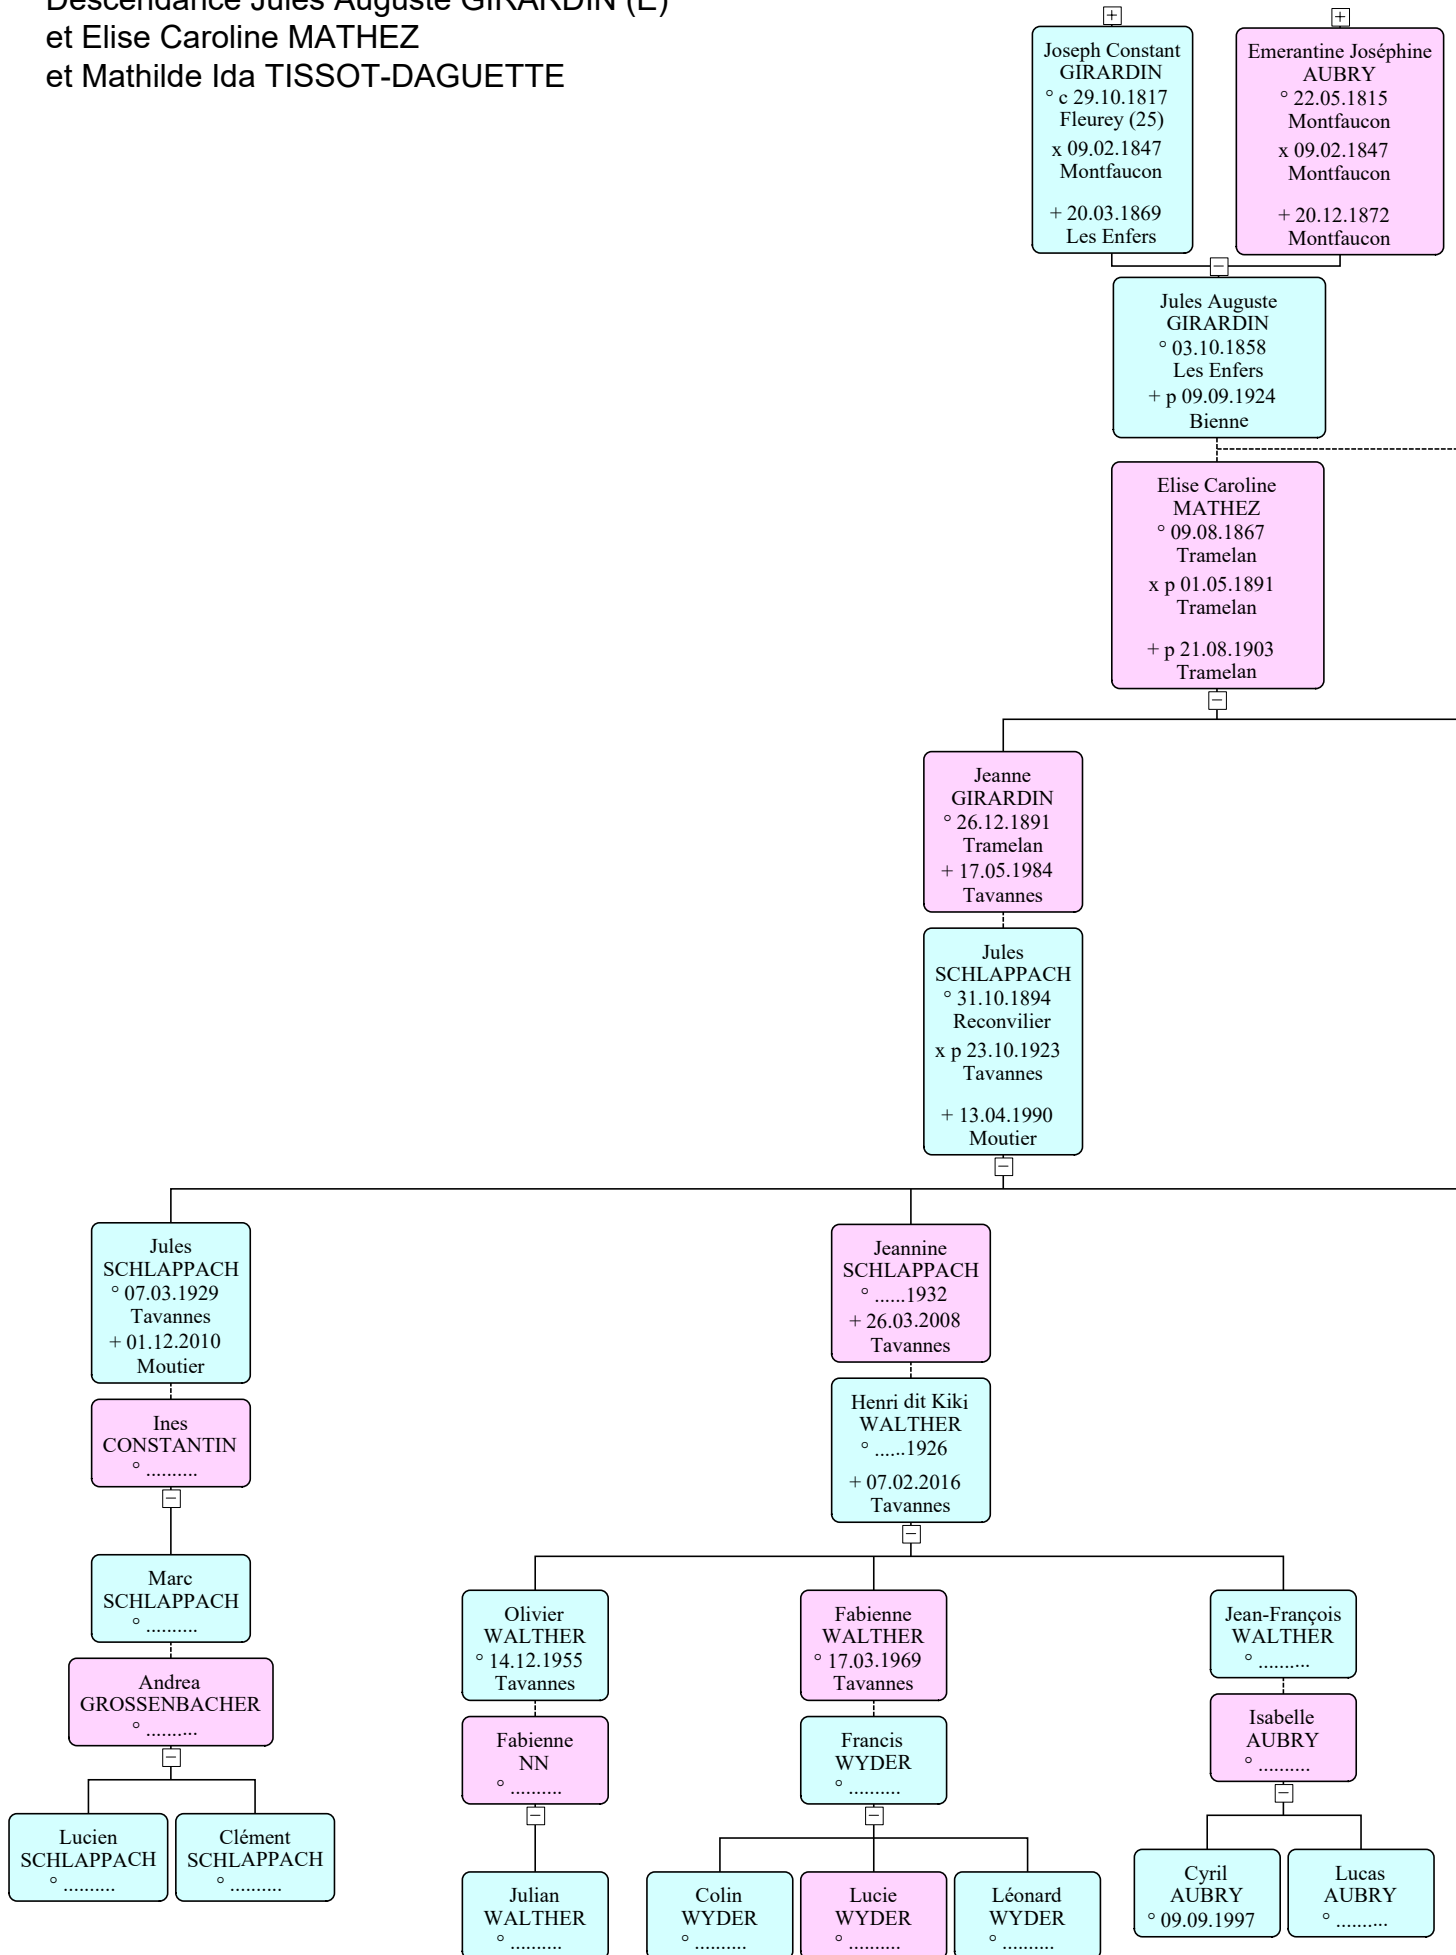 Descendance Jules Auguste GIRARDIN (E)
et Elise Caroline MATHEZ
et Mathilde Ida TISSOT-DAGUETTE
Joseph Constant
GIRARDIN
° c 29.10.1817
Fleurey (25)
x 09.02.1847
Montfaucon
+ 20.03.1869
Les Enfers
Emerantine Joséphine
AUBRY
° 22.05.1815
Montfaucon
x 09.02.1847
Montfaucon
+ 20.12.1872
Montfaucon
Jules Auguste
GIRARDIN
° 03.10.1858
Les Enfers
+ p 09.09.1924
Bienne
Elise Caroline
MATHEZ
° 09.08.1867
Tramelan
x p 01.05.1891
Tramelan
+ p 21.08.1903
Tramelan
Jeanne
GIRARDIN
° 26.12.1891
Tramelan
+ 17.05.1984
Tavannes
Jules
SCHLAPPACH
° 31.10.1894
Reconvilier
x p 23.10.1923
Tavannes
+ 13.04.1990
Moutier
Jules
SCHLAPPACH
° 07.03.1929
Tavannes
+ 01.12.2010
Moutier
Ines
CONSTANTIN
° ..........
Marc
SCHLAPPACH
° ..........
Andrea
GROSSENBACHER
° ..........
Lucien
SCHLAPPACH
° ..........
Clément
SCHLAPPACH
° ..........
Jeannine
SCHLAPPACH
° ......1932
+ 26.03.2008
Tavannes
Henri dit Kiki
WALTHER
° ......1926
+ 07.02.2016
Tavannes
Olivier
WALTHER
° 14.12.1955
Tavannes
Fabienne
NN
° ..........
Julian
WALTHER
° ..........
Fabienne
WALTHER
° 17.03.1969
Tavannes
Francis
WYDER
° ..........
Colin
WYDER
° ..........
Lucie
WYDER
° ..........
Léonard
WYDER
° ..........
Jean-François
WALTHER
° ..........
Isabelle
AUBRY
° ..........
Cyril
AUBRY
° 09.09.1997
Lucas
AUBRY
° ..........